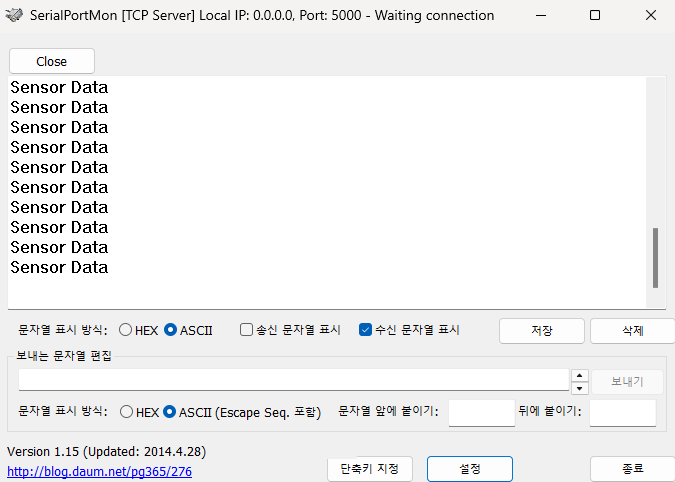 SerialPortMon [TCP Server] Local IP: 0.0.0.0, Port: 5000 - Waiting connection
Close
Sensor Data
Sensor Data
Sensor Data
Sensor Data
Sensor Data
Sensor Data
Sensor Data
Sensor Data
Sensor Data
Sensor Data
문자열 표시 방식: HEX ASCII 송신 문자열 표시 수신 문자열 표시 저장 삭제
보내는 문자열 편집
보내기
문자열 표시 방식: HEX ASCII (Escape Seq. 포함) 문자열 앞에 붙이기: 뒤에 붙이기:
Version 1.15 (Updated: 2014.4.28)
http://blog.daum.net/pg365/276 단축키 지정 설정 종료